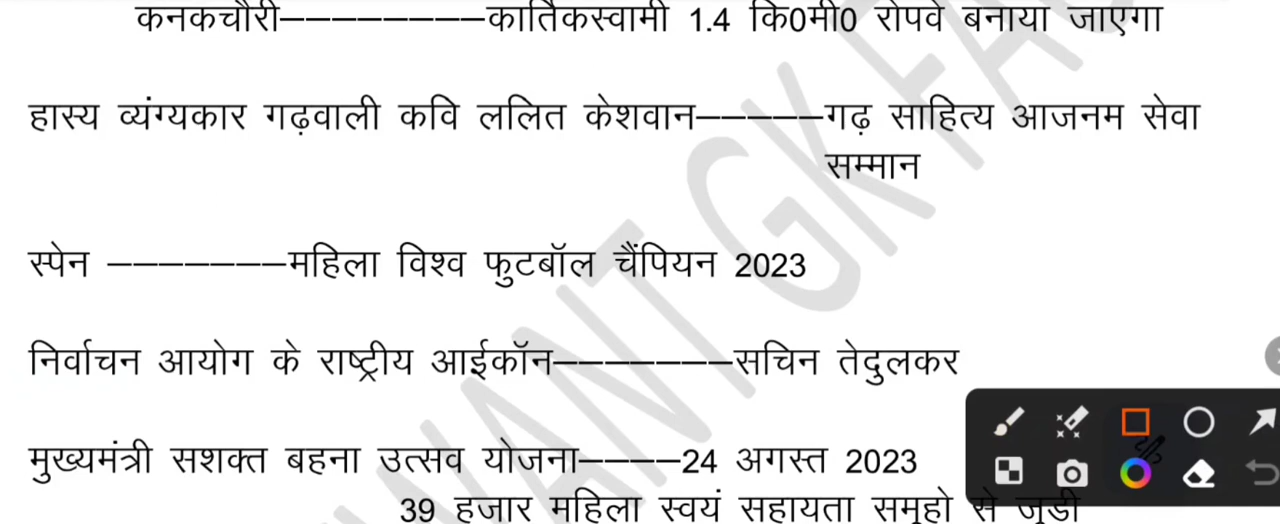 कनकचौरी–––––––––कार्तिकस्वामी 1.4 कि0मी0 रोपवे बनाया जाएगा
हास्य व्यंग्यकार गढ़वाली कवि ललित केशवान–––––गढ़ साहित्य आजनम सेवा
सम्मान
स्पेन –––––––महिला विश्व फुटबॉल चैंपियन 2023
निर्वाचन आयोग के राष्ट्रीय आईकॉन–––––––सचिन तेदुलकर
मुख्यमंत्री सशक्त बहना उत्सव योजना––––24 अगस्त 2023
39 हजार महिला स्वयं सहायता समूहो से जुडी